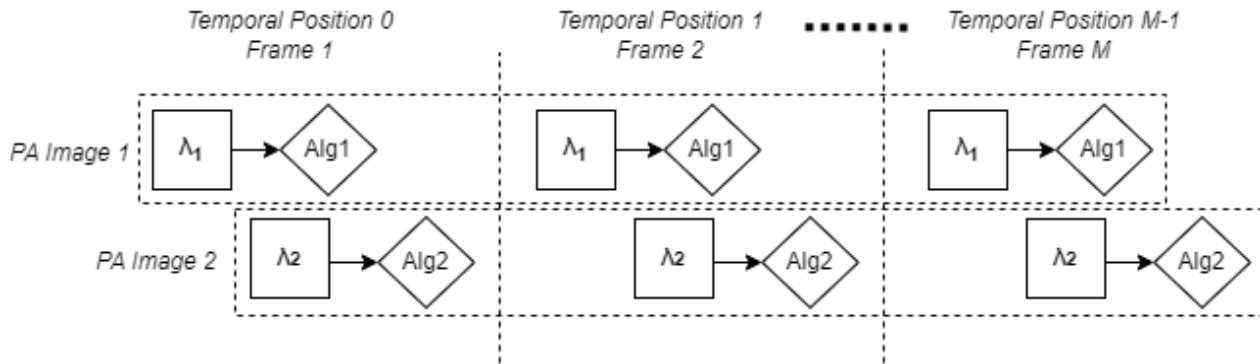 Temporal Position 0
Frame 1
Temporal Position 1
Frame 2
Temporal Position M-1
Frame M
PA Image 1
λ1
Alg1
λ1
Alg1
λ1
Alg1
PA Image 2
λ2
Alg2
λ2
Alg2
λ2
Alg2